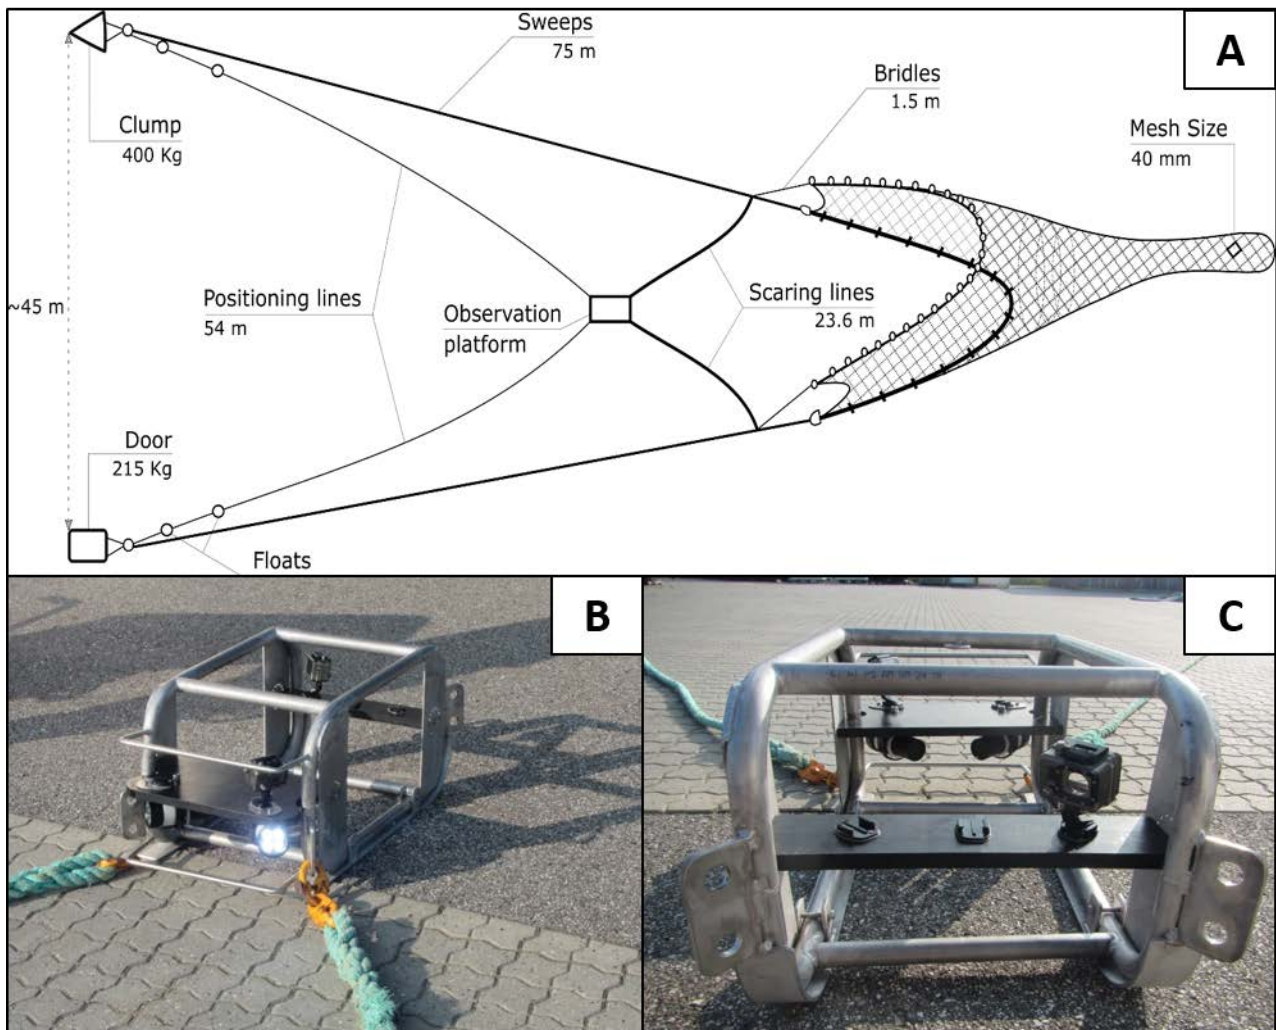 Sweeps
75 m
A
Bridles
1.5 m
Clump
400 Kg
Mesh Size
40 mm
~45 m
Positioning lines
54 m
Observation
platform
Scaring lines
23.6 m
Door
215 Kg
Floats
B
C